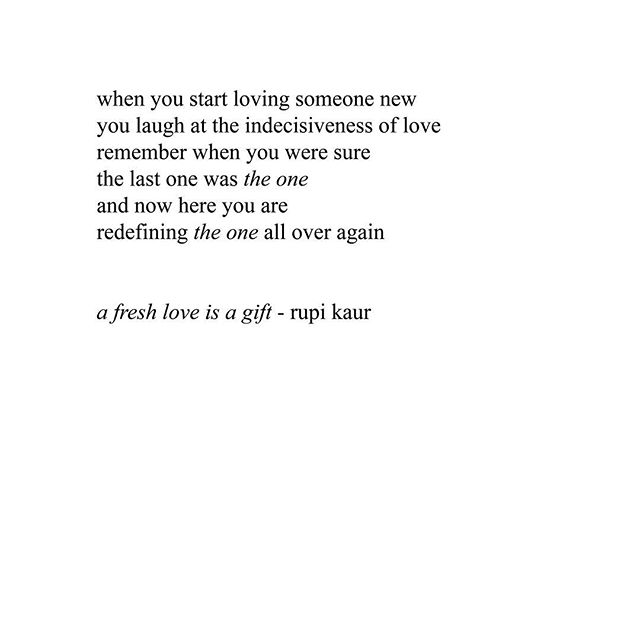 when you start loving someone new
you laugh at the indecisiveness of love
remember when you were sure
the last one was the one
and now here you are
redefining the one all over again
a fresh love is a gift - rupi kaur